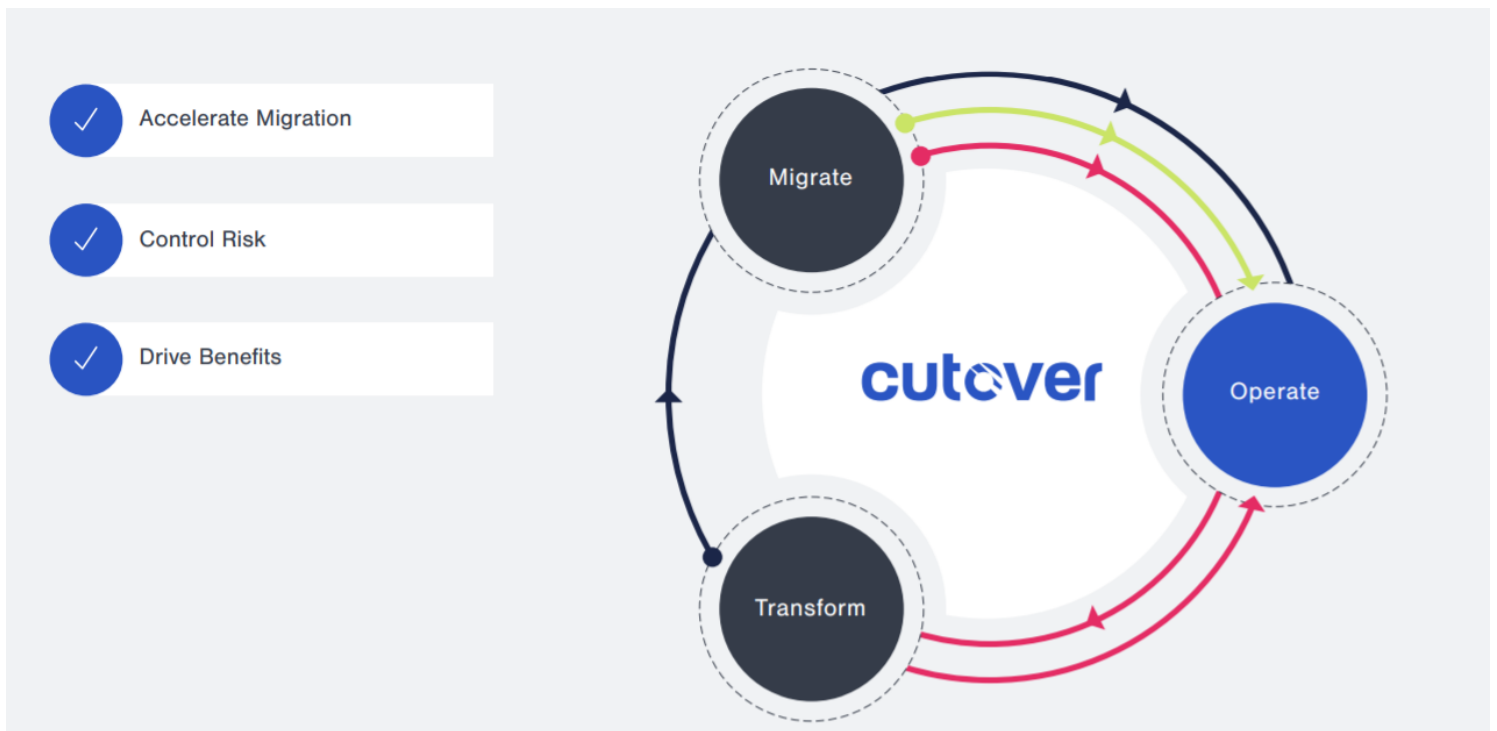 Accelerate Migration
Control Risk
Drive Benefits
Migrate
cutover
Operate
Transform